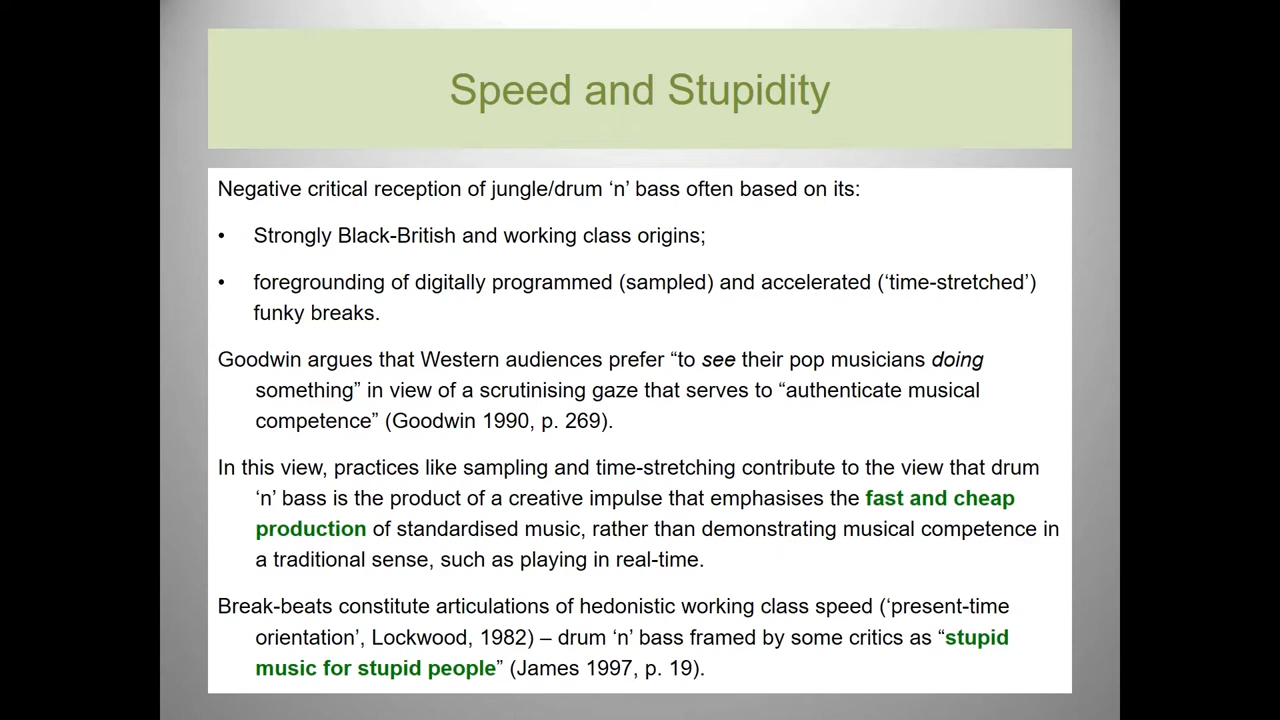 Speed and Stupidity
Negative critical reception of jungle/drum ‘n’ bass often based on its:
• Strongly Black-British and working class origins;
• foregrounding of digitally programmed (sampled) and accelerated (‘time-stretched’)
funky breaks.
Goodwin argues that Western audiences prefer “to see their pop musicians doing
something” in view of a scrutinising gaze that serves to “authenticate musical
competence” (Goodwin 1990, p. 269).
In this view, practices like sampling and time-stretching contribute to the view that drum
‘n’ bass is the product of a creative impulse that emphasises the fast and cheap
production of standardised music, rather than demonstrating musical competence in
a traditional sense, such as playing in real-time.
Break-beats constitute articulations of hedonistic working class speed (‘present-time
orientation’, Lockwood, 1982) – drum ‘n’ bass framed by some critics as “stupid
music for stupid people” (James 1997, p. 19).